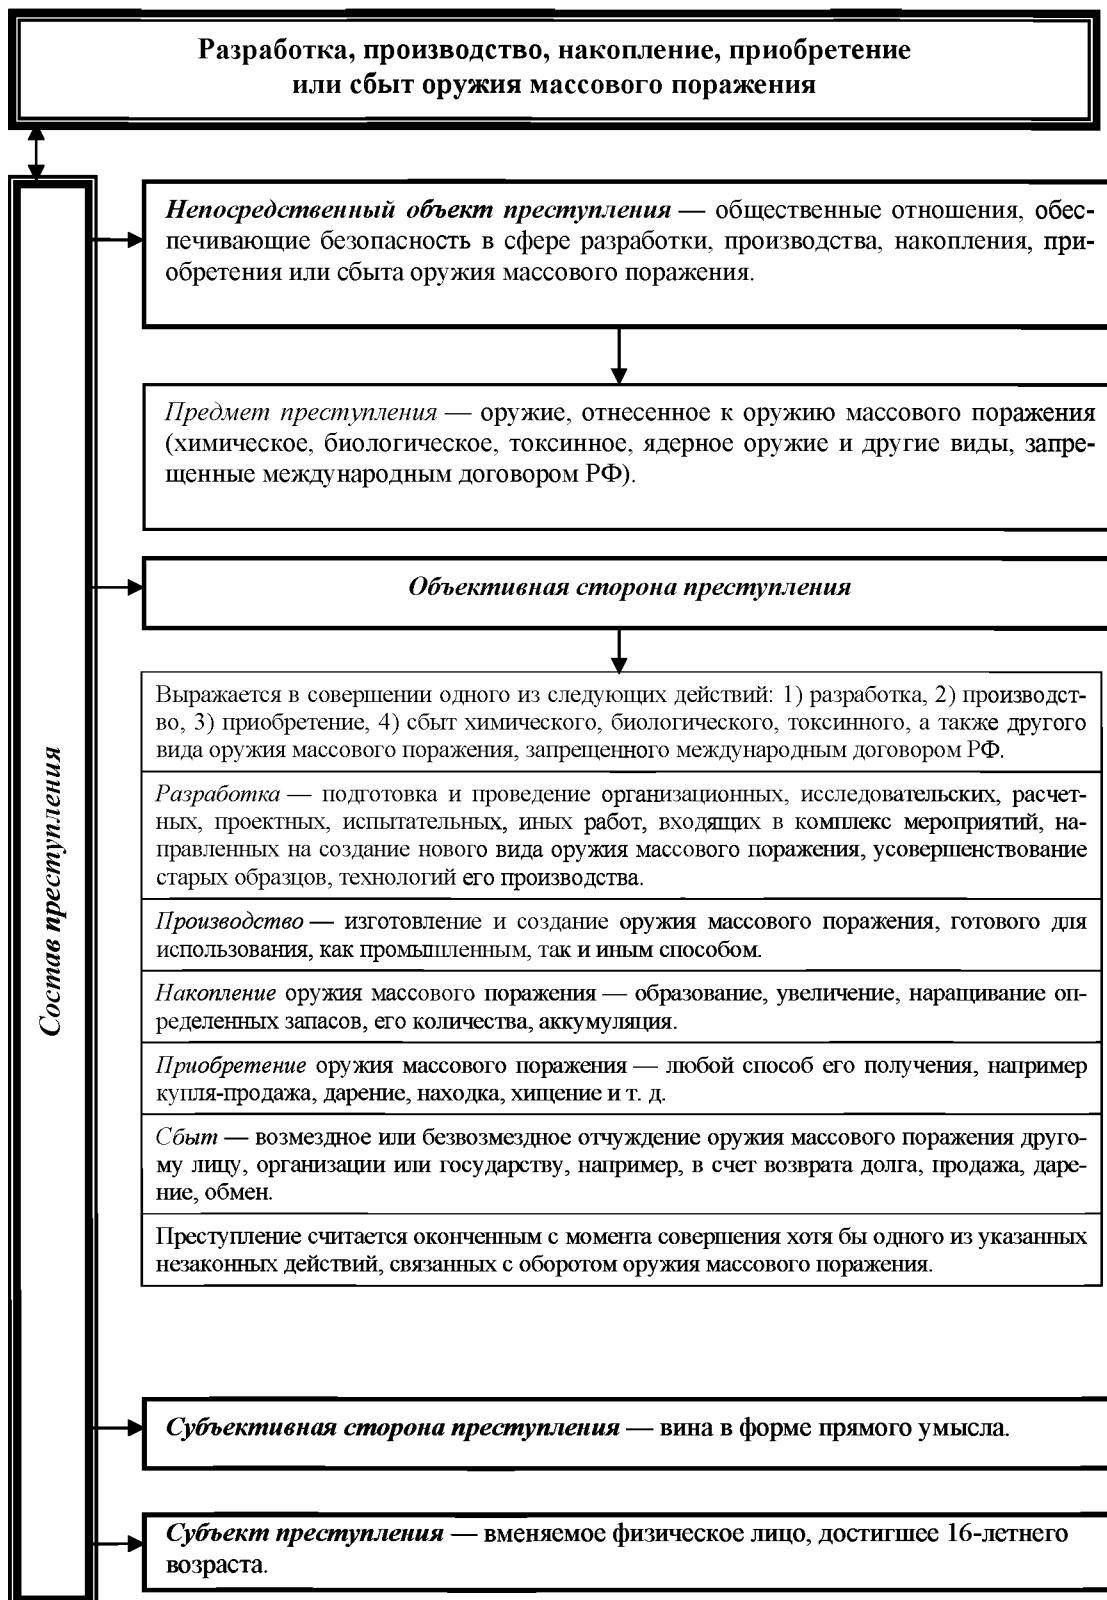 Разработка, производство, накопление, приобретение
или сбыт оружия массового поражения
Состав преступления
Непосредственный объект преступления — общественные отношения, обес-
печивающие безопасность в сфере разработки, производства, накопления, при-
обретения или сбыта оружия массового поражения.
Предмет преступления — оружие, отнесенное к оружию массового поражения
(химическое, биологическое, токсинное, ядерное оружие и другие виды, запре-
щенные международным договором РФ).
Объективная сторона преступления
Выражается в совершении одного из следующих действий: 1) разработка, 2) производст-
во, 3) приобретение, 4) сбыт химического, биологического, токсинного, а также другого
вида оружия массового поражения, запрещенного международным договором РФ.
Разработка — подготовка и проведение организационных, исследовательских, расчет-
ных, проектных, испытательных, иных работ, входящих в комплекс мероприятий, на-
правленных на создание нового вида оружия массового поражения, усовершенствование
старых образцов, технологий его производства.
Производство — изготовление и создание оружия массового поражения, готового для
использования, как промышленным, так и иным способом.
Накопление оружия массового поражения — образование, увеличение, наращивание оп-
ределенных запасов, его количества, аккумуляция.
Приобретение оружия массового поражения — любой способ его получения, например
купля-продажа, дарение, находка, хищение и т. д.
Сбыт — возмездное или безвозмездное отчуждение оружия массового поражения друго-
му лицу, организации или государству, например, в счет возврата долга, продажа, даре-
ние, обмен.
Преступление считается оконченным с момента совершения хотя бы одного из указанных
незаконных действий, связанных с оборотом оружия массового поражения.
Субъективная сторона преступления — вина в форме прямого умысла.
Субъект преступления — вменяемое физическое лицо, достигшее 16-летнего
возраста.